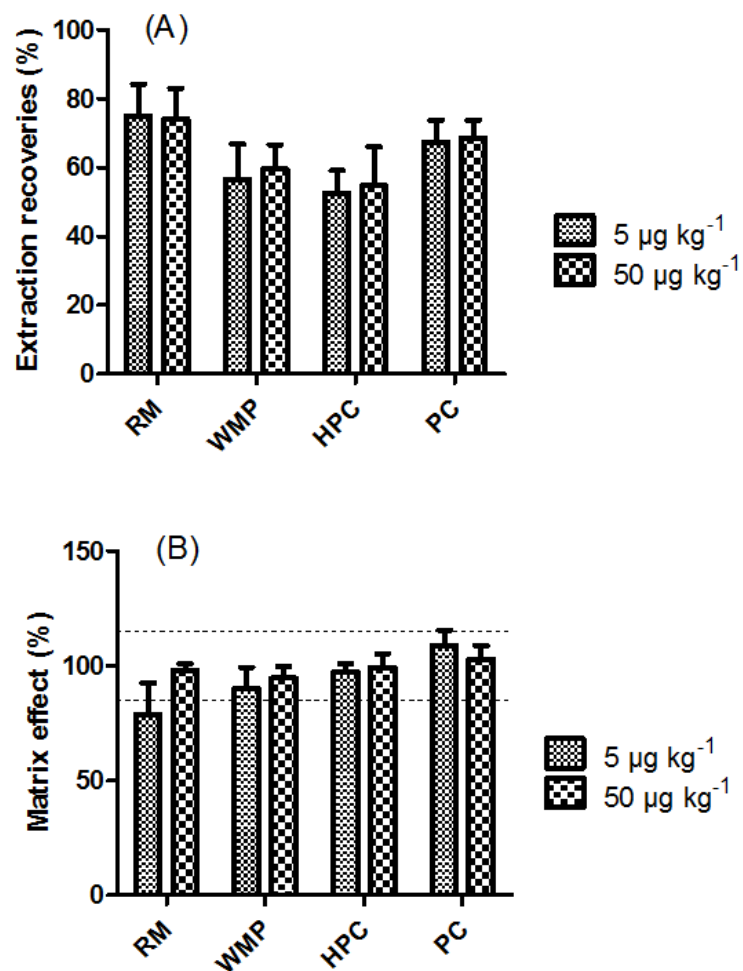 (A)
Extraction recoveries (%)
100
80
60
40
20
0
RM
WMP
HPC
PC
5 µg kg⁻¹
50 µg kg⁻¹
(B)
Matrix effect (%)
150
100
50
0
RM
WMP
HPC
PC
5 µg kg⁻¹
50 µg kg⁻¹